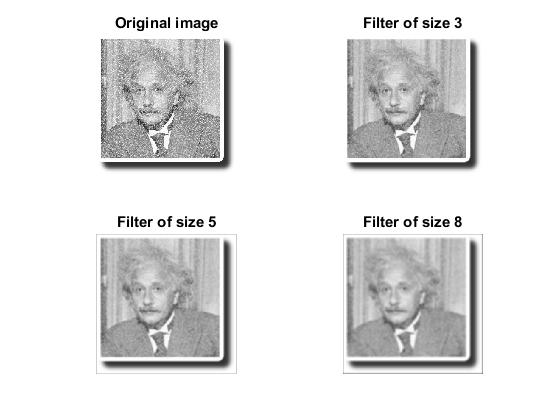 Original image
Filter of size 3
Filter of size 5
Filter of size 8